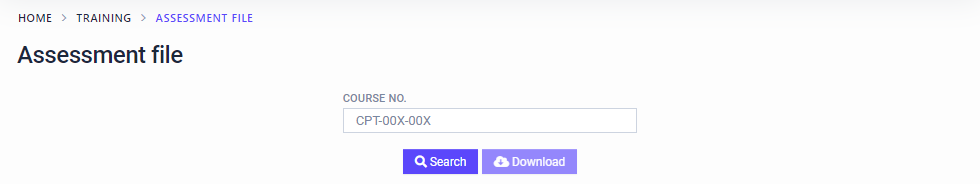 HOME > TRAINING > ASSESSMENT FILE
Assessment file
COURSE NO.
CPT-00X-00X
Search Download